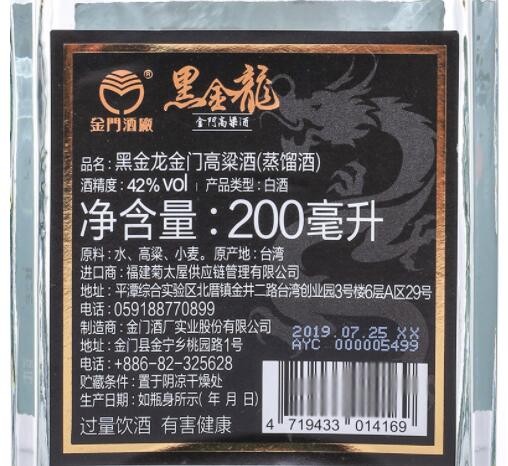 ®
金門酒廠
黑金龍
金門高粱酒
品名：黑金龙金门高粱酒(蒸馏酒)
酒精度：42%Vol 产品类型：白酒
净含量：200毫升
原料：水、高粱、小麦。原产地：台湾
进口商：福建菊太屋供应链管理有限公司
地址：平潭综合实验区北厝镇金井二路台湾创业园3号楼6层A区29号
电话：059188770899
制造商：金门酒厂实业股份有限公司
地址：金门县金宁乡桃园路1号
电话：+886-82-325628
贮藏条件：置于阴凉干燥处
生产日期：如瓶身所示（年 月 日）
过量饮酒 有害健康
2019.07.25 XX
AYC 000005499
4 719433 014169